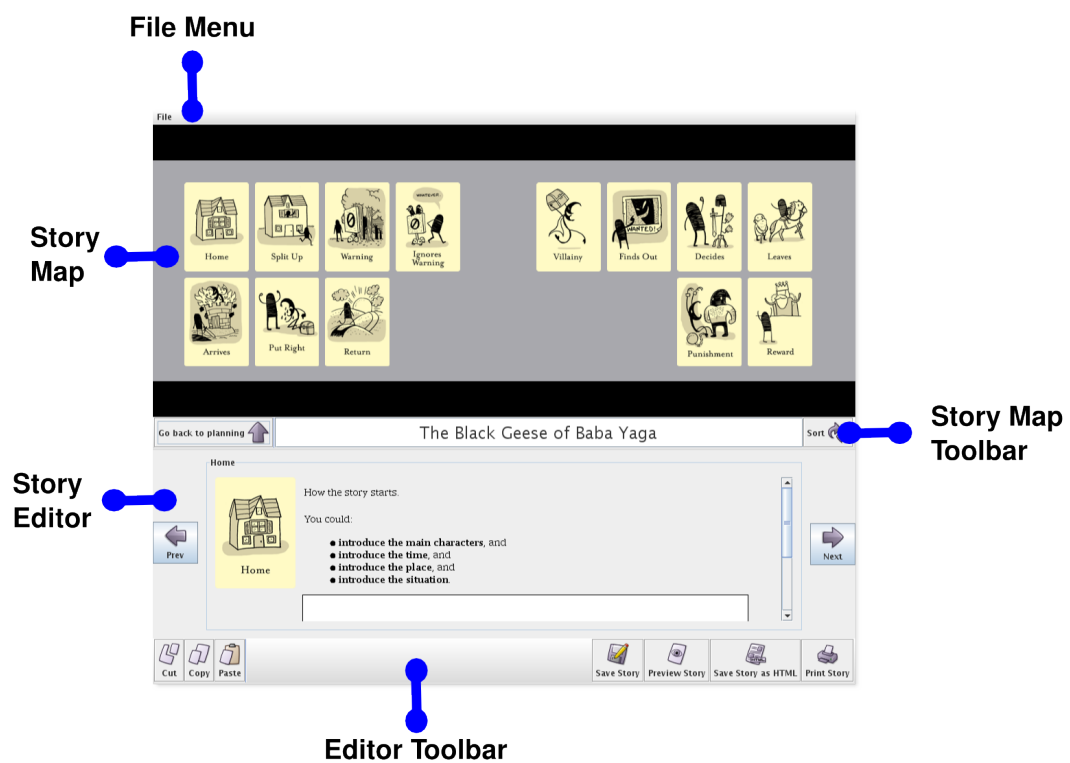 File Menu
File
WHATEVER.
WANTED!
Home
Split Up
Warning
Ignores
Warning
Villainy
Finds Out
Decides
Leaves
Story
Map
Arrives
Put Right
Return
Punishment
Reward
Go back to planning
The Black Geese of Baba Yaga
Sort
Story Map
Toolbar
Story
Editor
Home
How the story starts.
You could:
● introduce the main characters, and
● introduce the time, and
● introduce the place, and
● introduce the situation.
Home
Prev
Next
Cut
Copy
Paste
Save Story
Preview Story
Save Story as HTML
Print Story
Editor Toolbar